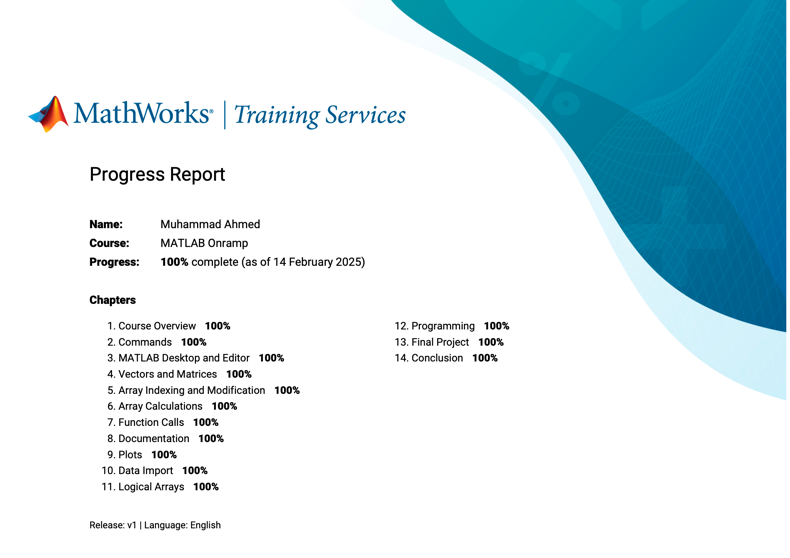 MathWorks® | Training Services
Progress Report
Name: Muhammad Ahmed
Course: MATLAB Onramp
Progress: 100% complete (as of 14 February 2025)
Chapters
1. Course Overview 100%
2. Commands 100%
3. MATLAB Desktop and Editor 100%
4. Vectors and Matrices 100%
5. Array Indexing and Modification 100%
6. Array Calculations 100%
7. Function Calls 100%
8. Documentation 100%
9. Plots 100%
10. Data Import 100%
11. Logical Arrays 100%
12. Programming 100%
13. Final Project 100%
14. Conclusion 100%
Release: v1 | Language: English